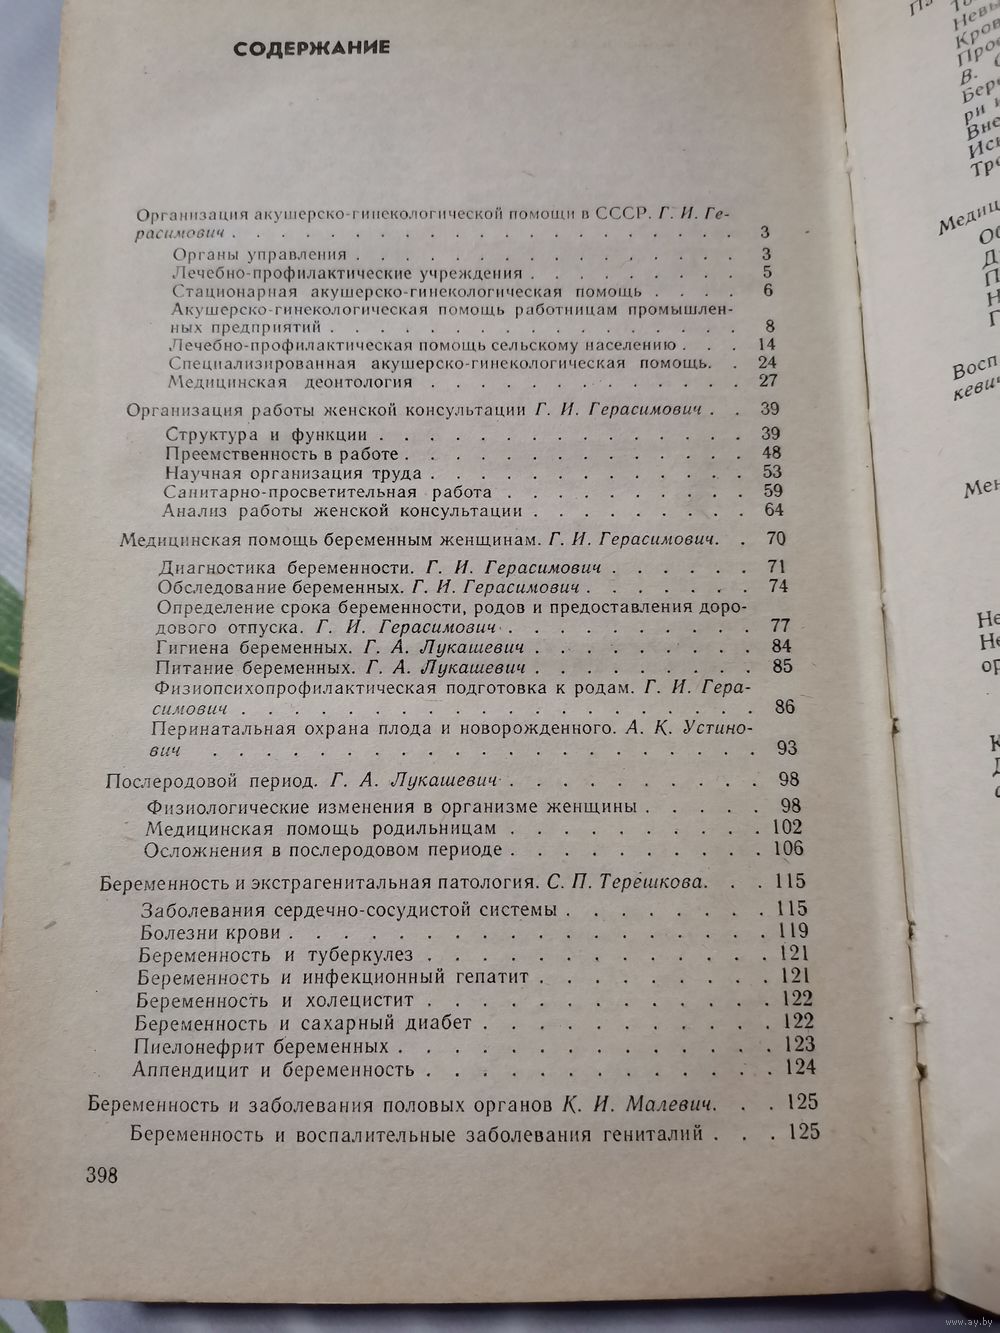 СОДЕРЖАНИЕ
Организация акушерско-гинекологической помощи в СССР. Г. И. Ге-
расимович . . . . . . . . . . . . . . . . . . . 3
Органы управления . . . . . . . . . . . . . . . 3
Лечебно-профилактические учреждения . . . . . . . . 5
Стационарная акушерско-гинекологическая помощь . . . . 6
Акушерско-гинекологическая помощь работницам промышлен-
ных предприятий . . . . . . . . . . . . . . . . 8
Лечебно-профилактическая помощь сельскому населению . . . 14
Специализированная акушерско-гинекологическая помощь. . 24
Медицинская деонтология . . . . . . . . . . . . 27
Организация работы женской консультации Г. И. Герасимович . . 39
Структура и функции . . . . . . . . . . . . . . 39
Преемственность в работе . . . . . . . . . . . . . 48
Научная организация труда . . . . . . . . . . . . 53
Санитарно-просветительная работа . . . . . . . . . 59
Анализ работы женской консультации . . . . . . . . 64
Медицинская помощь беременным женщинам. Г. И. Герасимович. . 70
Диагностика беременности. Г. И. Герасимович . . . . . . 71
Обследование беременных. Г. И. Герасимович . . . . . . . 74
Определение срока беременности, родов и предоставления доро-
дового отпуска. Г. И. Герасимович . . . . . . . . . . 77
Гигиена беременных. Г. А. Лукашевич . . . . . . . . . 84
Питание беременных. Г. А. Лукашевич . . . . . . . . . 85
Физиопсихопрофилактическая подготовка к родам. Г. И. Гера-
симович . . . . . . . . . . . . . . . . . . . 86
Перинатальная охрана плода и новорожденного. А. К. Устино-
вич . . . . . . . . . . . . . . . . . . . . . 93
Послеродовой период. Г. А. Лукашевич . . . . . . . . . . 98
Физиологические изменения в организме женщины . . . . . 98
Медицинская помощь родильницам . . . . . . . . . . 102
Осложнения в послеродовом периоде . . . . . . . . . . 106
Беременность и экстрагенитальная патология. С. П. Терешкова. . . 115
Заболевания сердечно-сосудистой системы . . . . . . . . 115
Болезни крови . . . . . . . . . . . . . . . . . . 119
Беременность и туберкулез . . . . . . . . . . . . . 121
Беременность и инфекционный гепатит . . . . . . . . . 121
Беременность и холецистит . . . . . . . . . . . . . 122
Беременность и сахарный диабет . . . . . . . . . . . 122
Пиелонефрит беременных . . . . . . . . . . . . . . 123
Аппендицит и беременность . . . . . . . . . . . . . 124
Беременность и заболевания половых органов К. И. Малевич. . . 125
Беременность и воспалительные заболевания гениталий . . . 125
398
www.ay.by